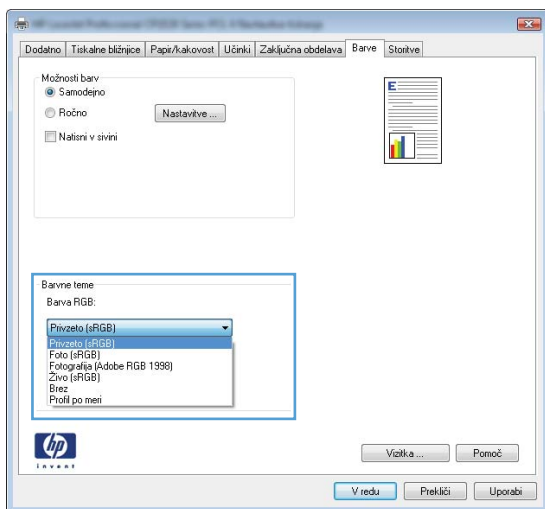 Dodatno Tiskalne bližnjice Papir/kakovost Učinki Zaključna obdelava Barve Storitve
Možnosti barv
Samodejno
Ročno Nastavitve ...
Natisni v sivini
E
Barvne teme
Barva RGB:
Privzeto (sRGB)
Privzeto (sRGB)
Foto (sRGB)
Fotografija (Adobe RGB 1998)
Živo (sRGB)
Brez
Profil po meri
hp
invent
Vizitka ... Pomoč
V redu Prekliči Uporabi